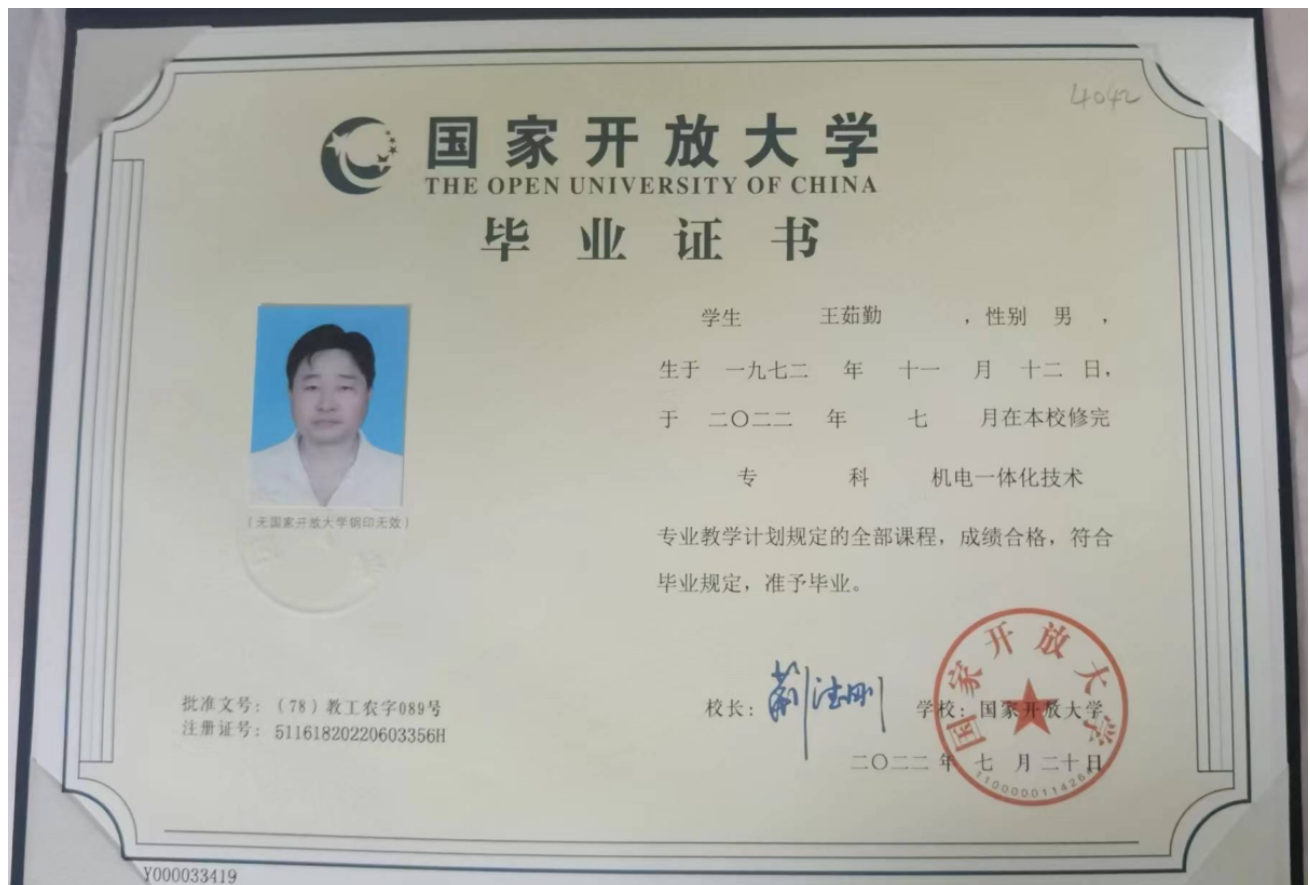 4042
国家开放大学
THE OPEN UNIVERSITY OF CHINA
毕业证书
学生 王茹勤 ，性别 男 ，
生于 一九七二 年 十一 月 十二 日，
于 二〇二二 年 七 月在本校修完
专 科 机电一体化技术
专业教学计划规定的全部课程，成绩合格，符合
毕业规定，准予毕业。
(无国家开放大学钢印无效)
批准文号：(78)教工农字089号
注册证号：51161820220603356H
校长： 荆德刚 学校：国家开放大学
二〇二二 年 七 月 二十 日
国家开放大学
Y000033419